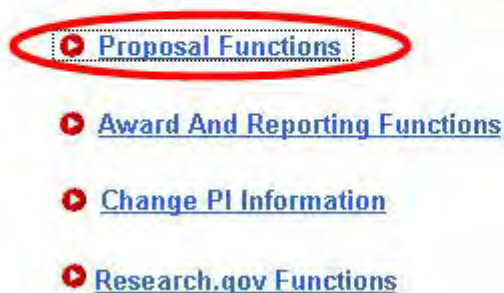 Proposal Functions
Award And Reporting Functions
Change PI Information
Research.gov Functions